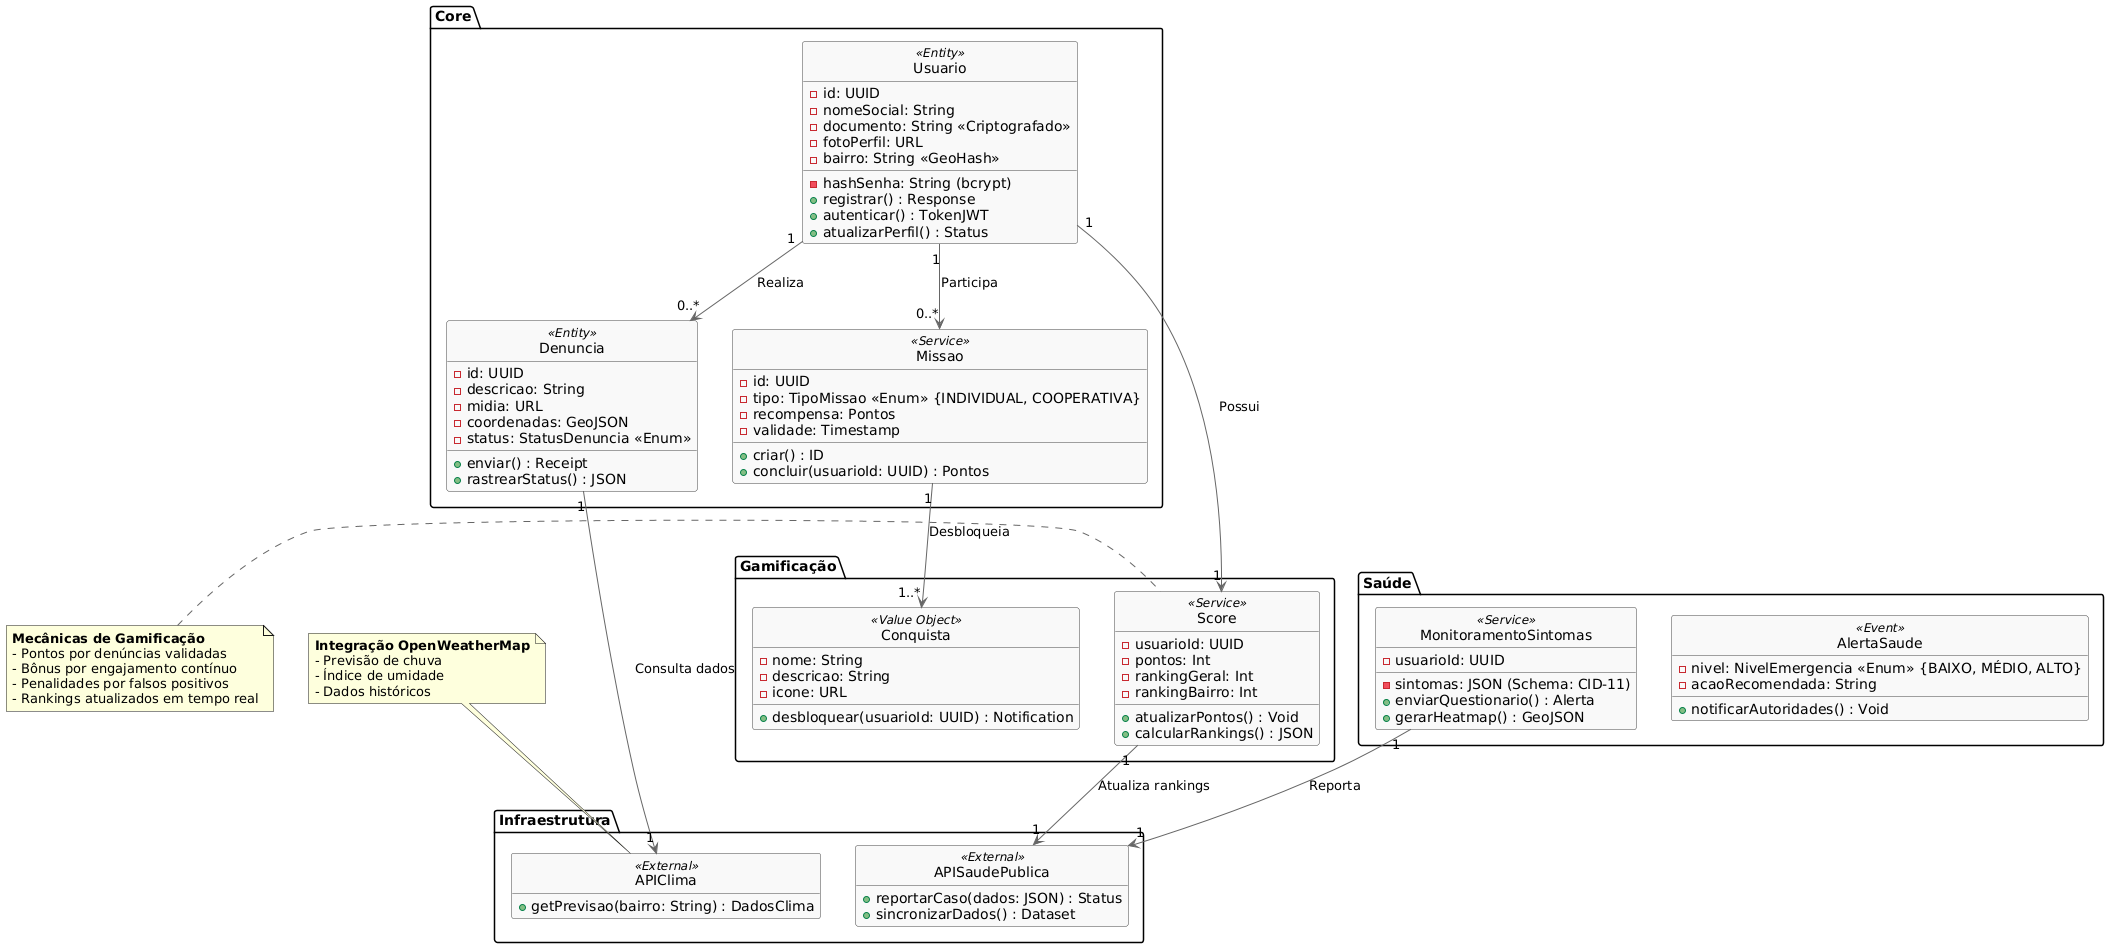 Core
«Entity»
Usuario
id: UUID
nomeSocial: String
documento: String «Criptografado»
fotoPerfil: URL
bairro: String «GeoHash»
hashSenha: String (bcrypt)
registrar() : Response
autenticar() : TokenJWT
atualizarPerfil() : Status
1
1
1
Realiza
Participa
0..*
0..*
«Entity»
Denuncia
id: UUID
descricao: String
midia: URL
coordenadas: GeoJSON
status: StatusDenuncia «Enum»
enviar() : Receipt
rastrearStatus() : JSON
«Service»
Missao
id: UUID
tipo: TipoMissao «Enum» {INDIVIDUAL, COOPERATIVA}
recompensa: Pontos
validade: Timestamp
criar() : ID
concluir(usuarioId: UUID) : Pontos
Possui
1
1
Desbloqueia
Gamificação
1..*
1
«Value Object»
Conquista
nome: String
descricao: String
icone: URL
desbloquear(usuarioId: UUID) : Notification
«Service»
Score
usuarioId: UUID
pontos: Int
rankingGeral: Int
rankingBairro: Int
atualizarPontos() : Void
calcularRankings() : JSON
Saúde
«Service»
MonitoramentoSintomas
usuarioId: UUID
sintomas: JSON (Schema: CID-11)
enviarQuestionario() : Alerta
gerarHeatmap() : GeoJSON
«Event»
AlertaSaude
nivel: NivelEmergencia «Enum» {BAIXO, MÉDIO, ALTO}
acaoRecomendada: String
notificarAutoridades() : Void
Mecânicas de Gamificação
- Pontos por denúncias validadas
- Bônus por engajamento contínuo
- Penalidades por falsos positivos
- Rankings atualizados em tempo real
Integração OpenWeatherMap
- Previsão de chuva
- Índice de umidade
- Dados históricos
Consulta dados
1
1
Atualiza rankings
Reporta
Infraestrutura
1
1
1
«External»
APIClima
getPrevisao(bairro: String) : DadosClima
«External»
APISaudePublica
reportarCaso(dados: JSON) : Status
sincronizarDados() : Dataset